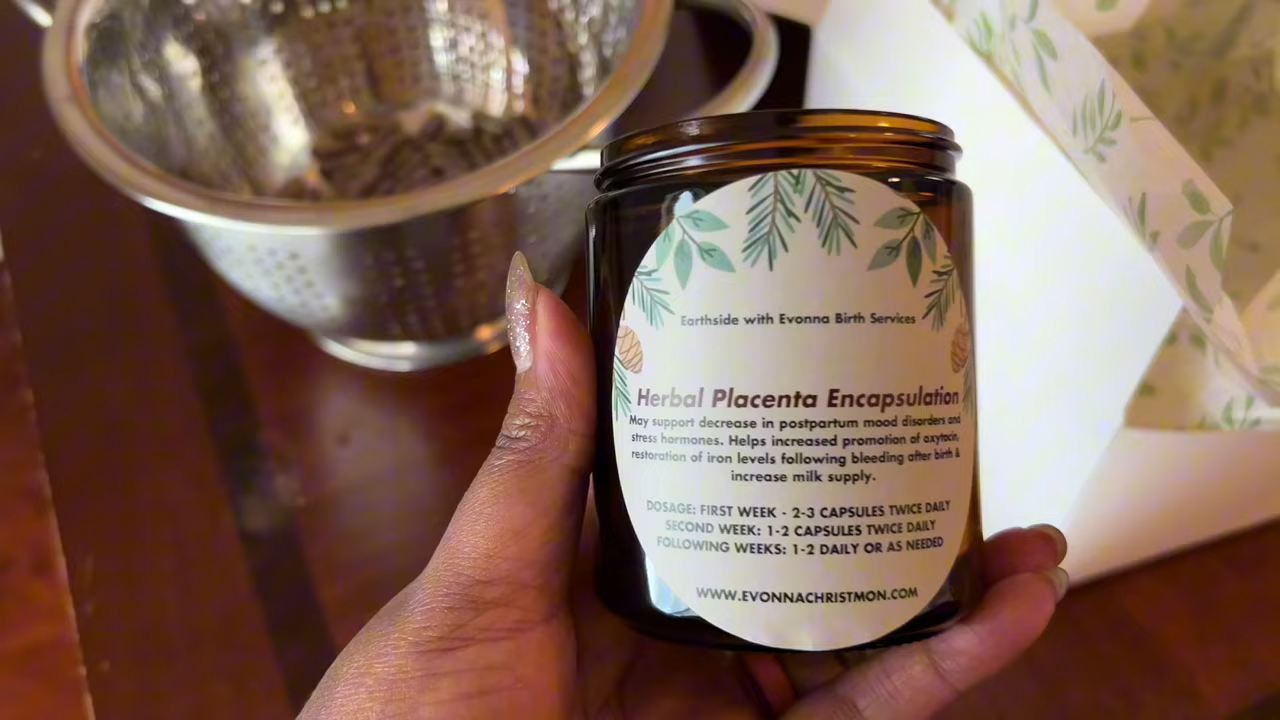 Earthside with Evonna Birth Services
Herbal Placenta Encapsulation
May support decrease in postpartum mood disorders and
stress hormones. Helps increased promotion of oxytocin,
restoration of iron levels following bleeding after birth &
increase milk supply.
DOSAGE: FIRST WEEK - 2-3 CAPSULES TWICE DAILY
SECOND WEEK: 1-2 CAPSULES TWICE DAILY
FOLLOWING WEEKS: 1-2 DAILY OR AS NEEDED
WWW.EVONNACHRISTMON.COM